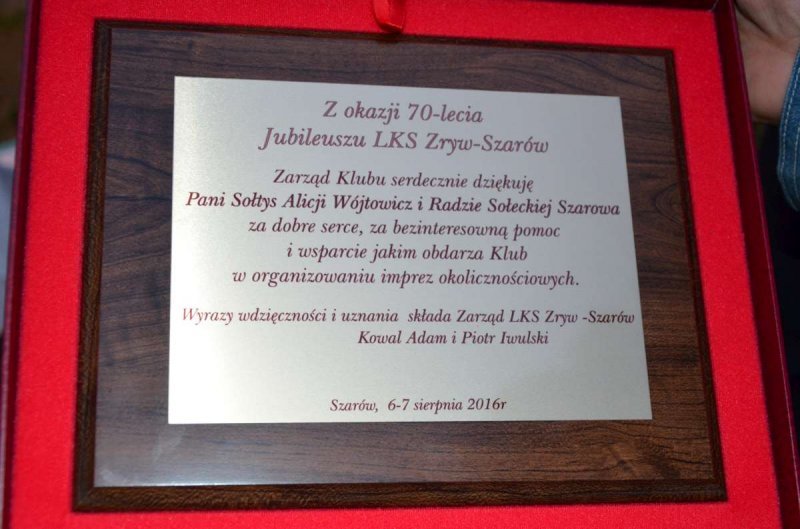 Z okazji 70-lecia
Jubileuszu LKS Zryw-Szarów
Zarząd Klubu serdecznie dziękuję
Pani Sołtys Alicji Wójtowicz i Radzie Sołeckiej Szarowa
za dobre serce, za bezinteresowną pomoc
i wsparcie jakim obdarza Klub
w organizowaniu imprez okolicznościowych.
Wyrazy wdzięczności i uznania składa Zarząd LKS Zryw -Szarów
Kowal Adam i Piotr Iwulski
Szarów, 6-7 sierpnia 2016r